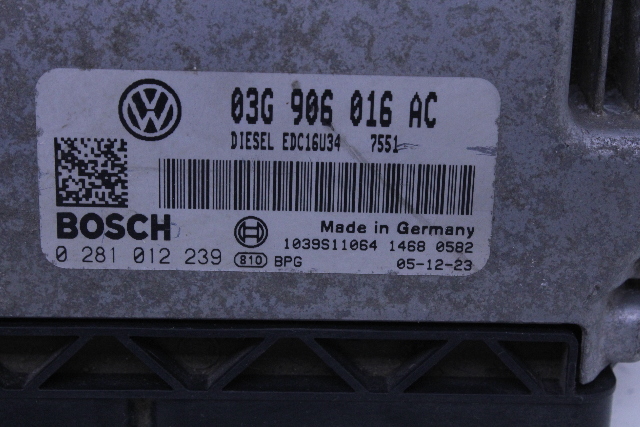 03G 906 016 AC
DIESEL EDC16U34 7551
BOSCH
Made in Germany
1039S11064 1468 0582
0 281 012 239 810 BPG 05-12-23